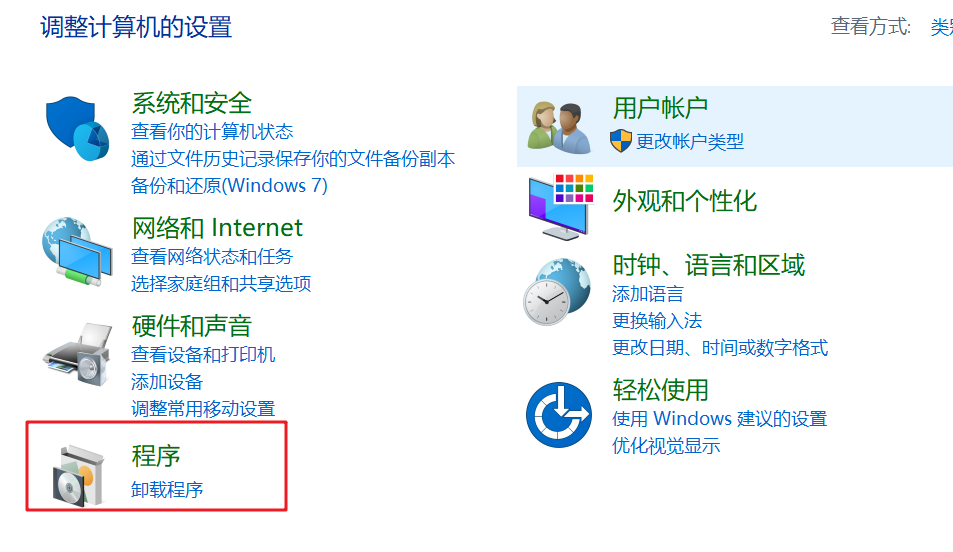 调整计算机的设置
查看方式:
系统和安全
查看你的计算机状态
通过文件历史记录保存你的文件备份副本
备份和还原(Windows 7)
网络和 Internet
查看网络状态和任务
选择家庭组和共享选项
硬件和声音
查看设备和打印机
添加设备
调整常用移动设置
程序
卸载程序
用户帐户
更改帐户类型
外观和个性化
时钟、语言和区域
添加语言
更换输入法
更改日期、时间或数字格式
轻松使用
使用 Windows 建议的设置
优化视觉显示